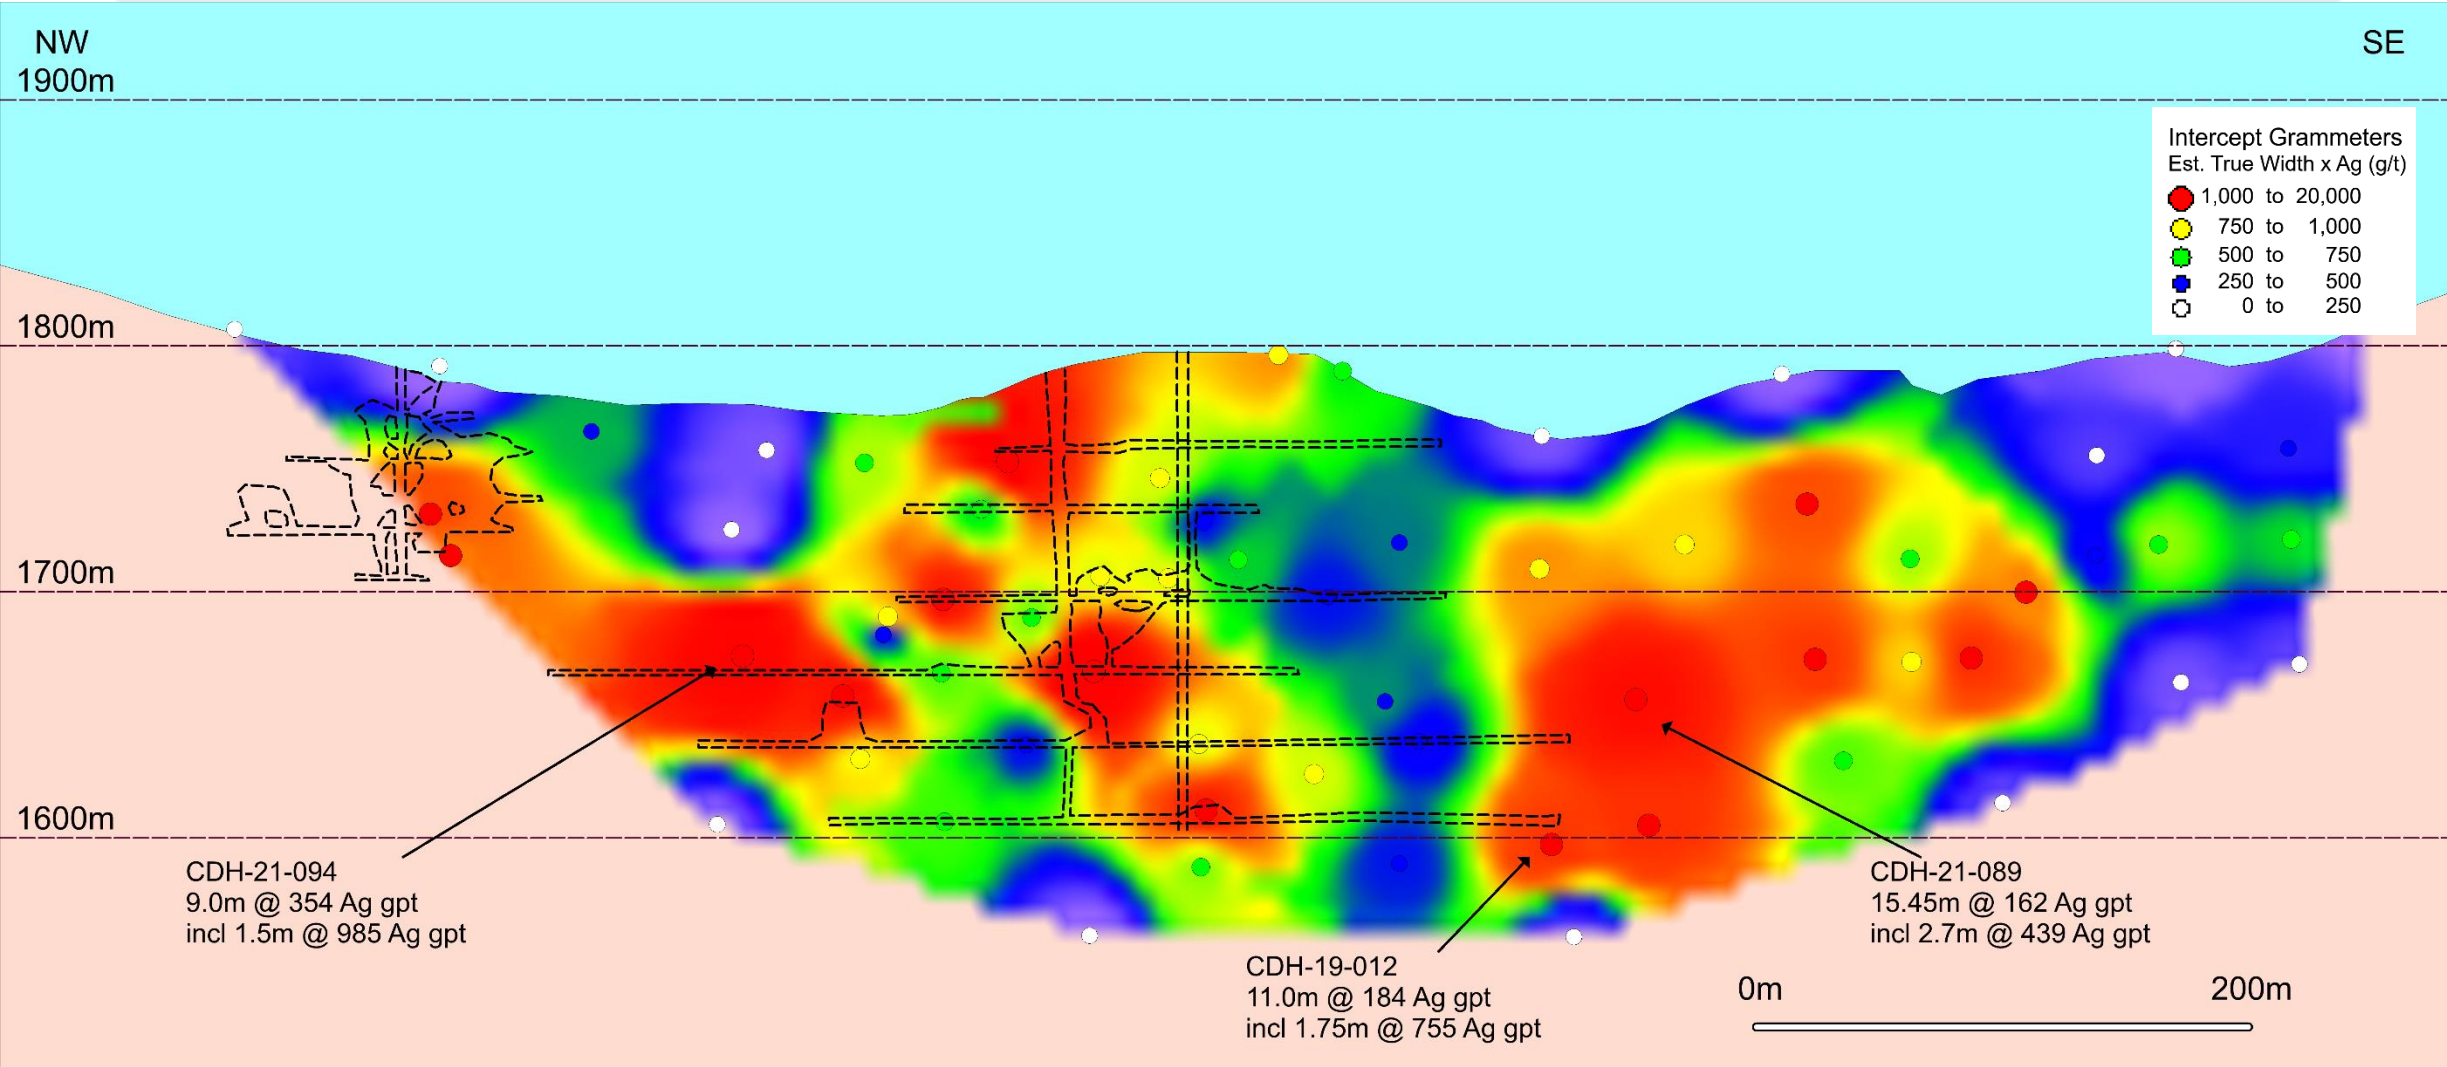 NW
SE
1900m
Intercept Grammeters
Est. True Width x Ag (g/t)
1,000 to 20,000
750 to 1,000
500 to 750
250 to 500
0 to 250
1800m
1700m
1600m
CDH-21-094
9.0m @ 354 Ag gpt
incl 1.5m @ 985 Ag gpt
CDH-19-012
11.0m @ 184 Ag gpt
incl 1.75m @ 755 Ag gpt
CDH-21-089
15.45m @ 162 Ag gpt
incl 2.7m @ 439 Ag gpt
0m 200m